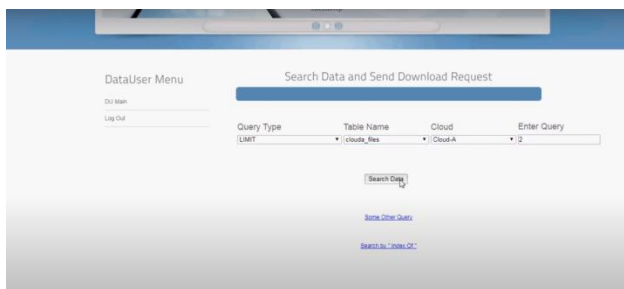 DataUser Menu
DU Main
Log Out
Search Data and Send Download Request
Query Type Table Name Cloud Enter Query
LIMIT clouda_files Cloud-A 2
Search Data
Some Other Query
Search by " Index Of "